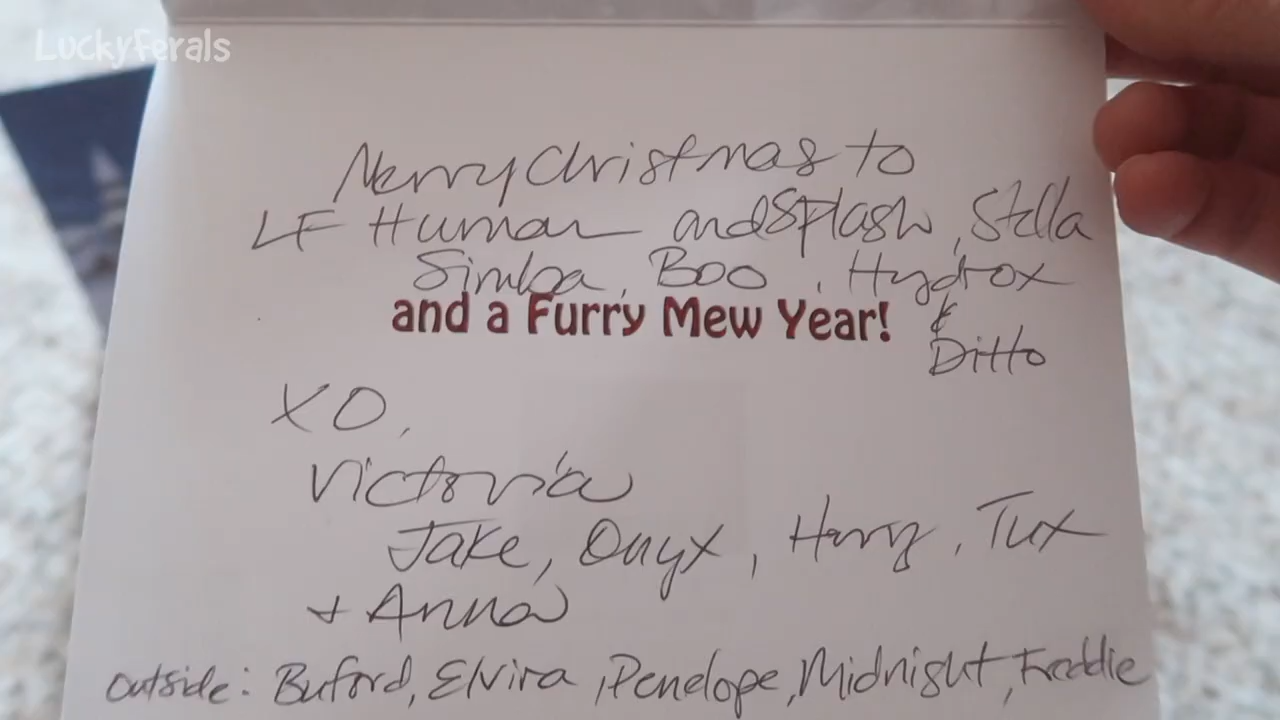 LuckyFerals
Merry Christmas to
LF Human and Splash, Stella
Simba, Boo, Hydrox
&
and a Furry Mew Year!
Ditto
XO,
Victoria
Jake, Onyx, Harry, Tux
+ Anna
outside: Buford, Elvira, Penelope, Midnight, Freddie